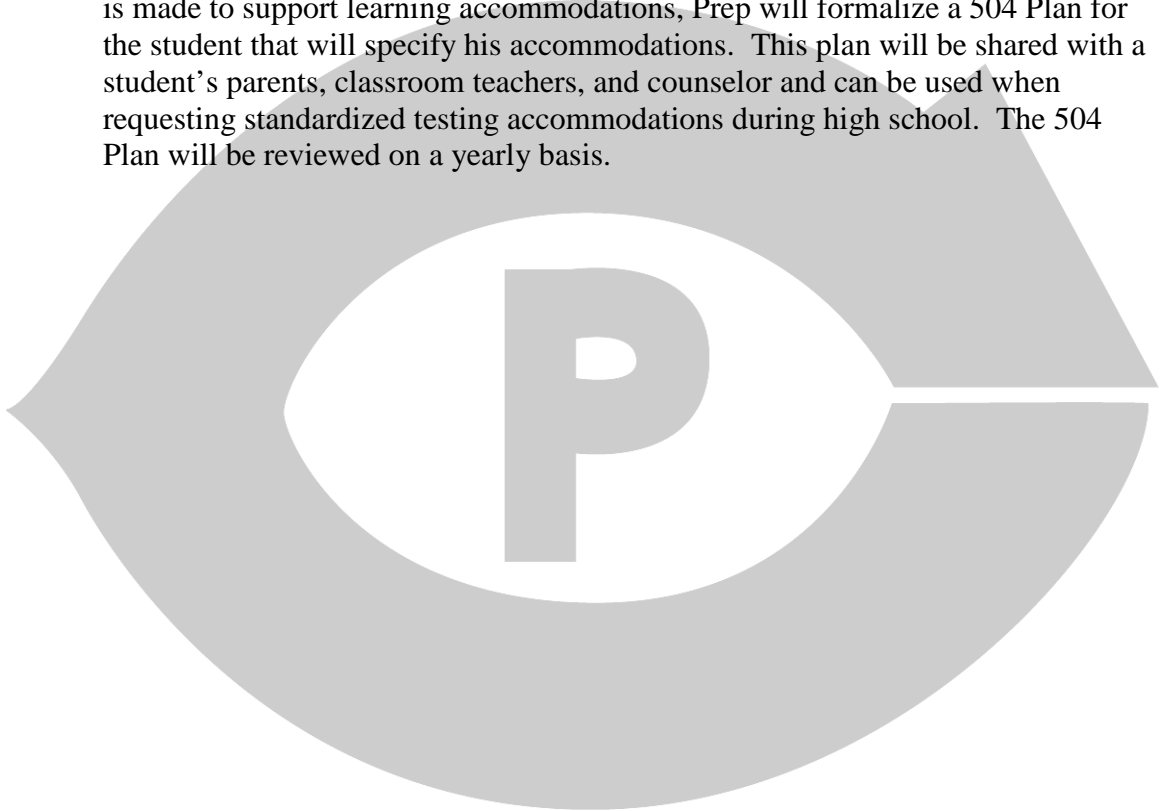 is made to support learning accommodations, Prep will formalize a 504 Plan for
the student that will specify his accommodations.  This plan will be shared with a
student’s parents, classroom teachers, and counselor and can be used when
requesting standardized testing accommodations during high school.  The 504
Plan will be reviewed on a yearly basis.
P